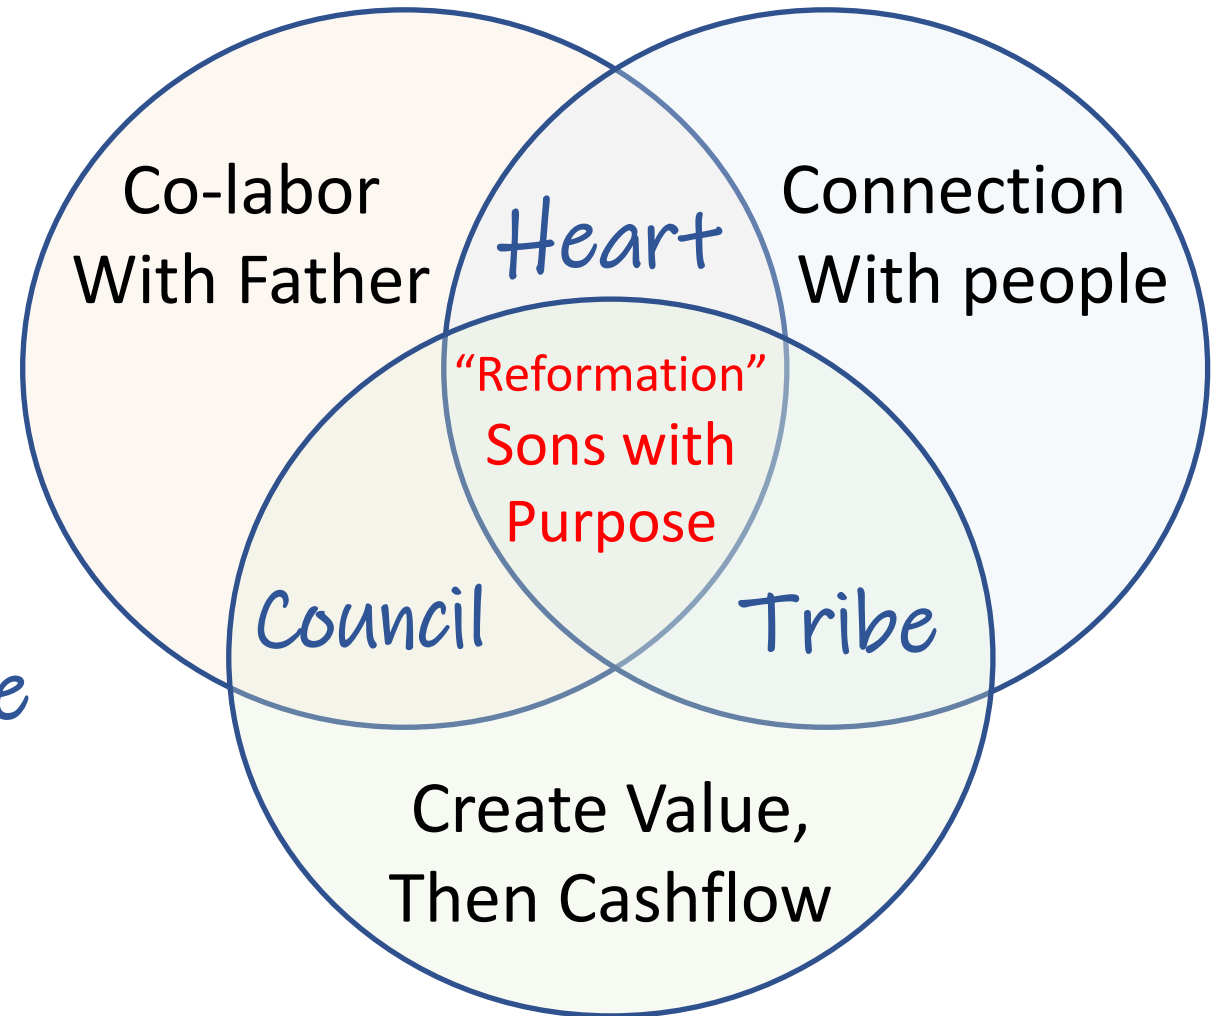 Co-labor
With Father
Heart
Connection
With people
“Reformation”
Sons with
Purpose
Council
Tribe
Create Value,
Then Cashflow